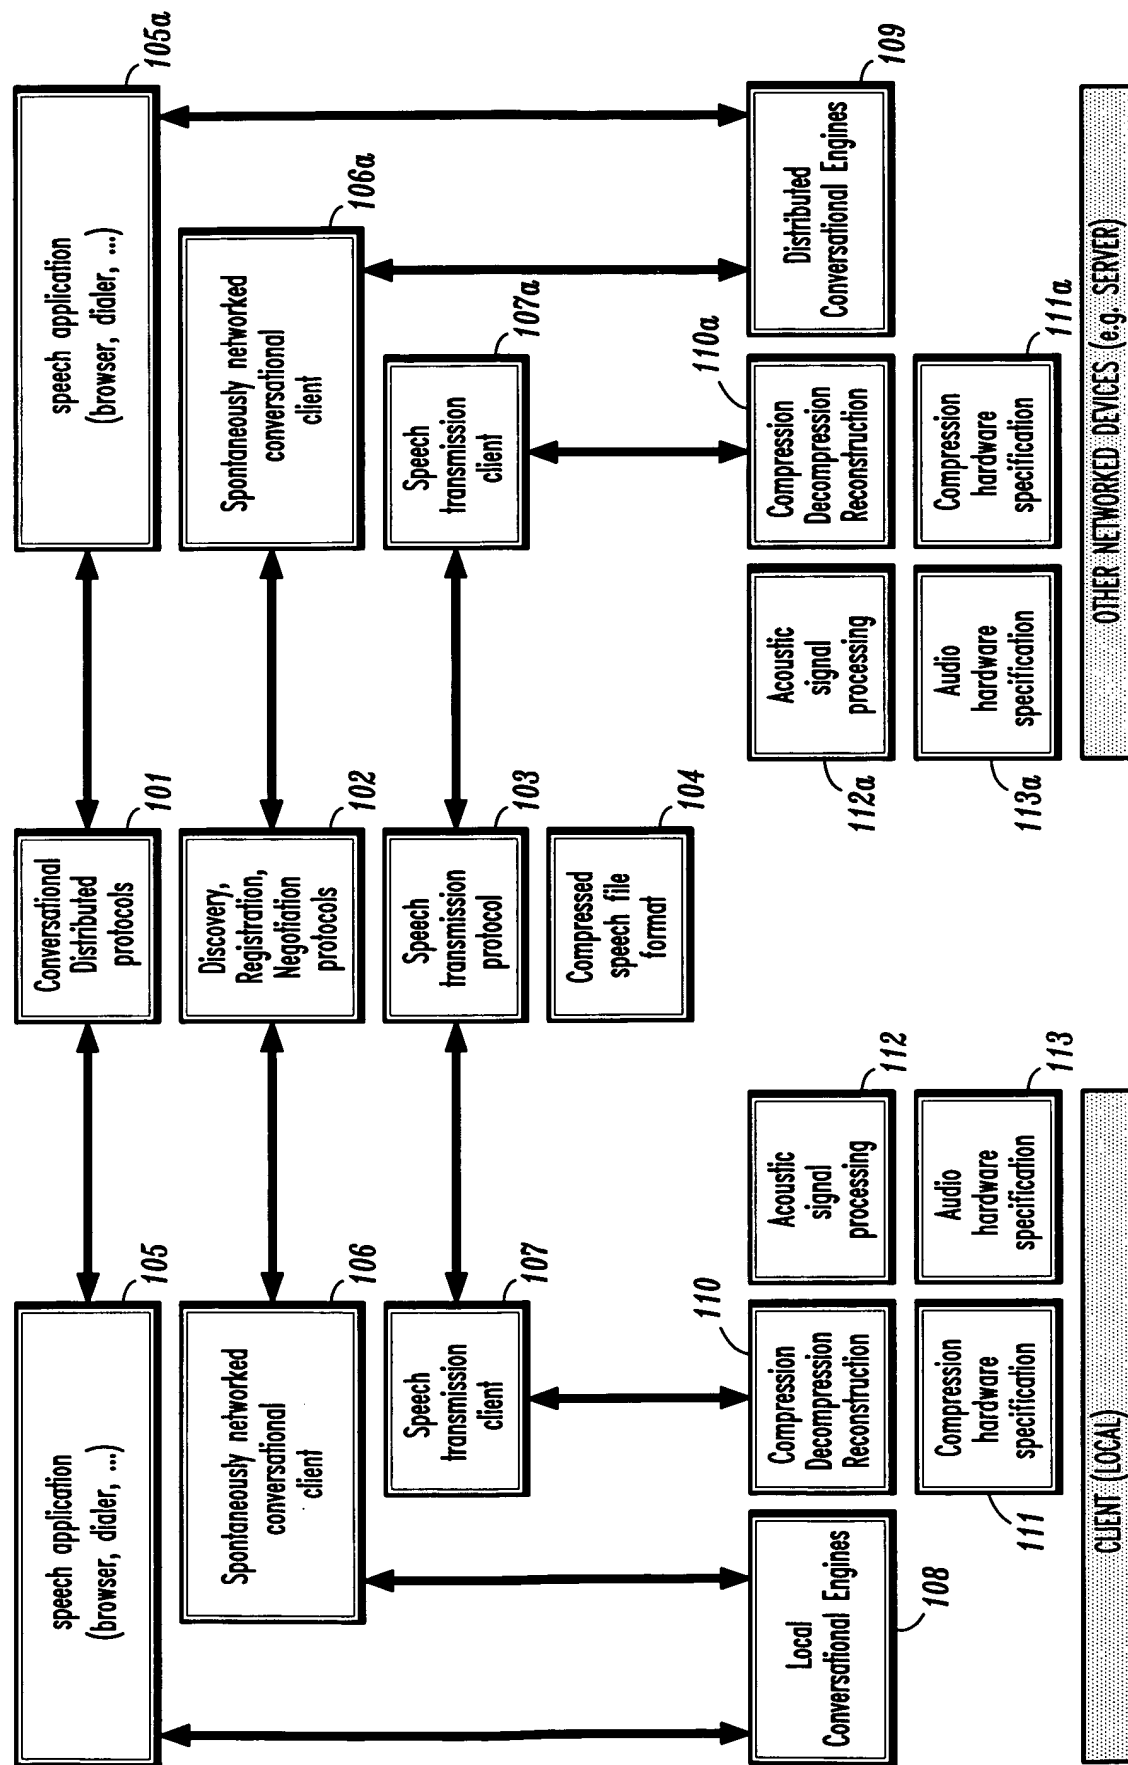 speech application
(browser, dialer, ...)
105
Conversational
Distributed
protocols
101
speech application
(browser, dialer, ...)
105a
Spontaneously networked
conversational
client
106
Discovery,
Registration,
Negotiation
protocols
102
Spontaneously networked
conversational
client
106a
Speech
transmission
client
107
Speech
transmission
protocol
103
Speech
transmission
client
107a
Compressed
speech file
format
104
Local
Conversational Engines
108
Compression
Decompression
Reconstruction
110
Acoustic
signal
processing
112
Acoustic
signal
processing
112a
Compression
Decompression
Reconstruction
110a
Distributed
Conversational Engines
109
Compression
hardware
specification
111
Audio
hardware
specification
113
Audio
hardware
specification
113a
Compression
hardware
specification
111a
CLIENT (LOCAL)
OTHER NETWORKED DEVICES (e.g. SERVER)